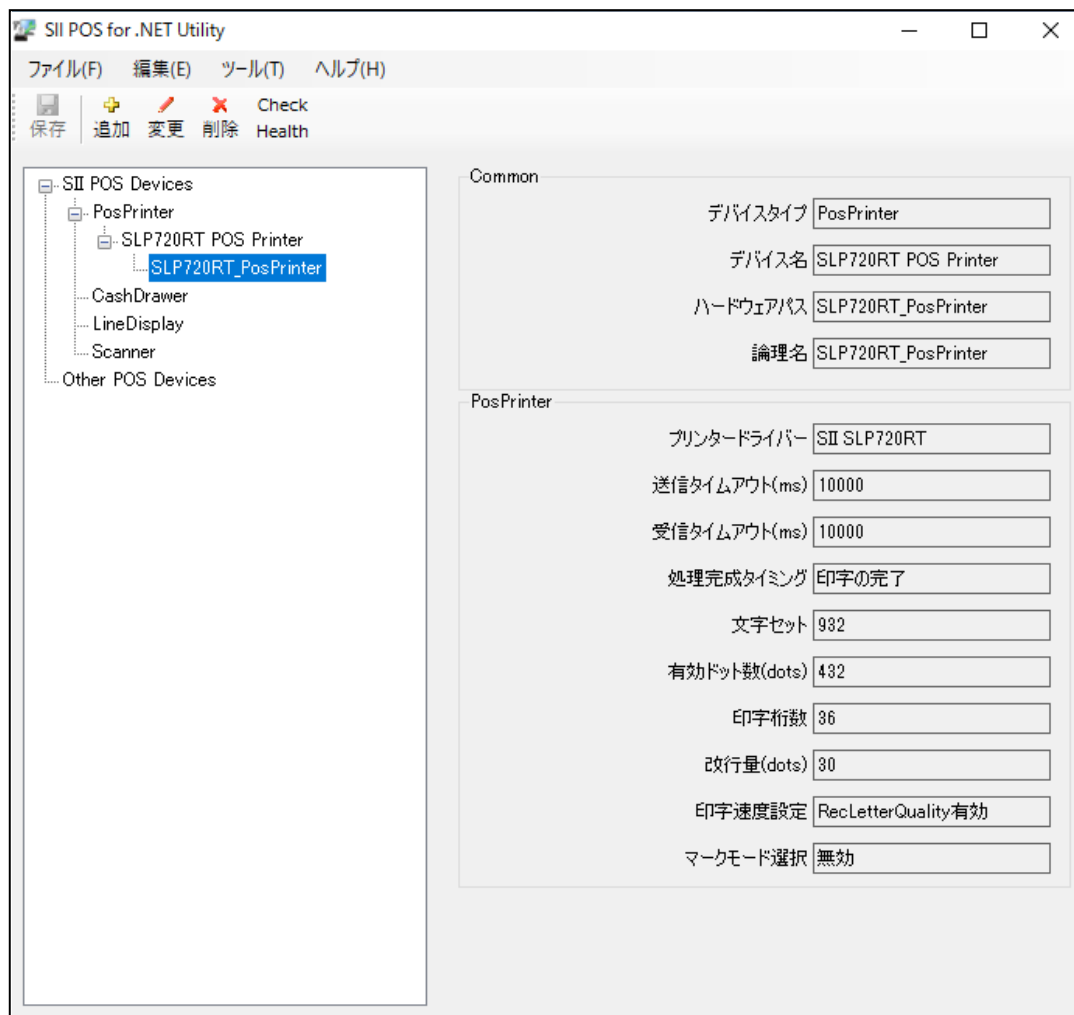 SII POS for .NET Utility
ファイル(F) 編集(E) ツール(T) ヘルプ(H)
保存 追加 変更 削除 Check Health
SII POS Devices
PosPrinter
SLP720RT POS Printer
SLP720RT_PosPrinter
CashDrawer
LineDisplay
Scanner
Other POS Devices
Common
デバイスタイプ PosPrinter
デバイス名 SLP720RT POS Printer
ハードウェアパス SLP720RT_PosPrinter
論理名 SLP720RT_PosPrinter
PosPrinter
プリンタードライバー SII SLP720RT
送信タイムアウト(ms) 10000
受信タイムアウト(ms) 10000
処理完成タイミング 印字の完了
文字セット 932
有効ドット数(dots) 432
印字桁数 36
改行量(dots) 30
印字速度設定 RecLetterQuality有効
マークモード選択 無効